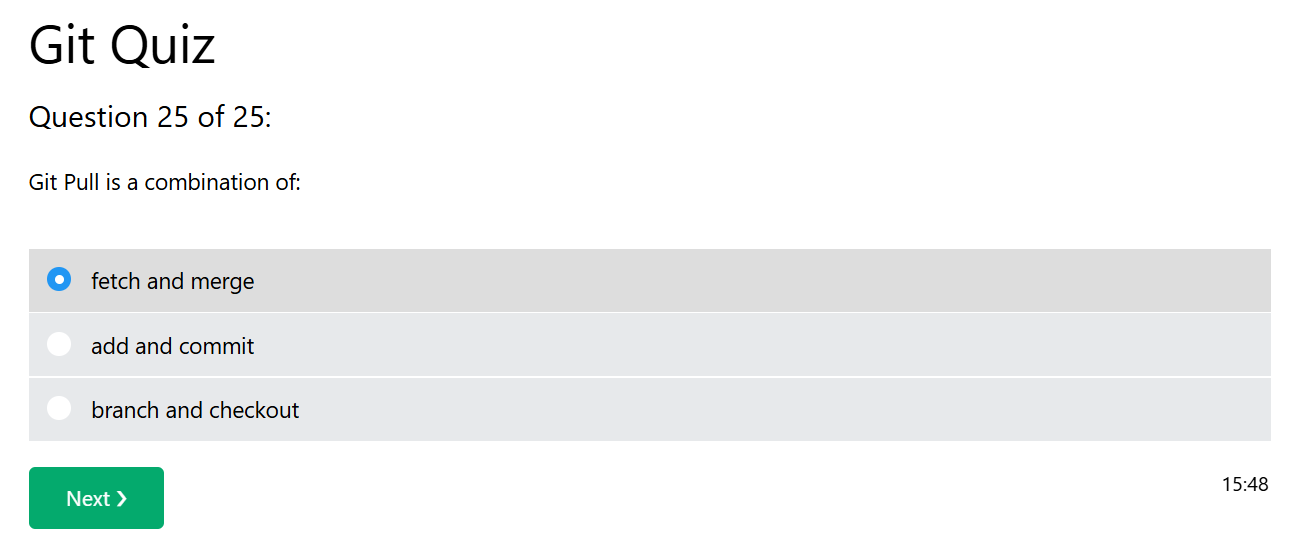 Git Quiz
Question 25 of 25:
Git Pull is a combination of:
fetch and merge
add and commit
branch and checkout
Next ❯
15:48